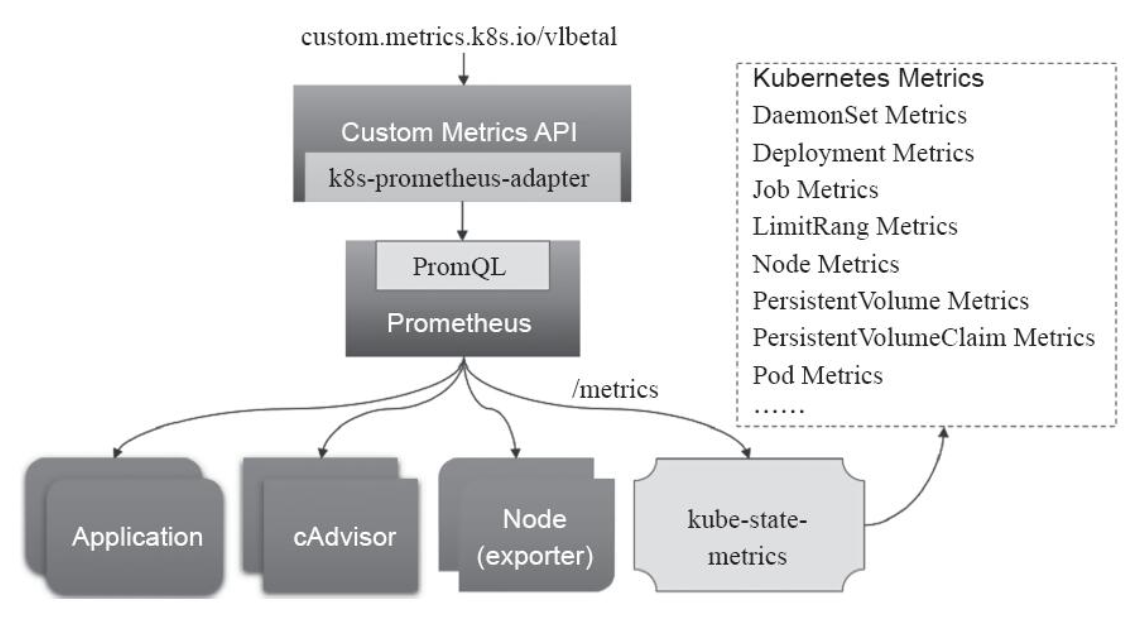 custom.metrics.k8s.io/vlbetal
Custom Metrics API
k8s-prometheus-adapter
PromQL
Prometheus
/metrics
Application
cAdvisor
Node
(exporter)
kube-state-
metrics
Kubernetes Metrics
DaemonSet Metrics
Deployment Metrics
Job Metrics
LimitRang Metrics
Node Metrics
PersistentVolume Metrics
PersistentVolumeClaim Metrics
Pod Metrics
……